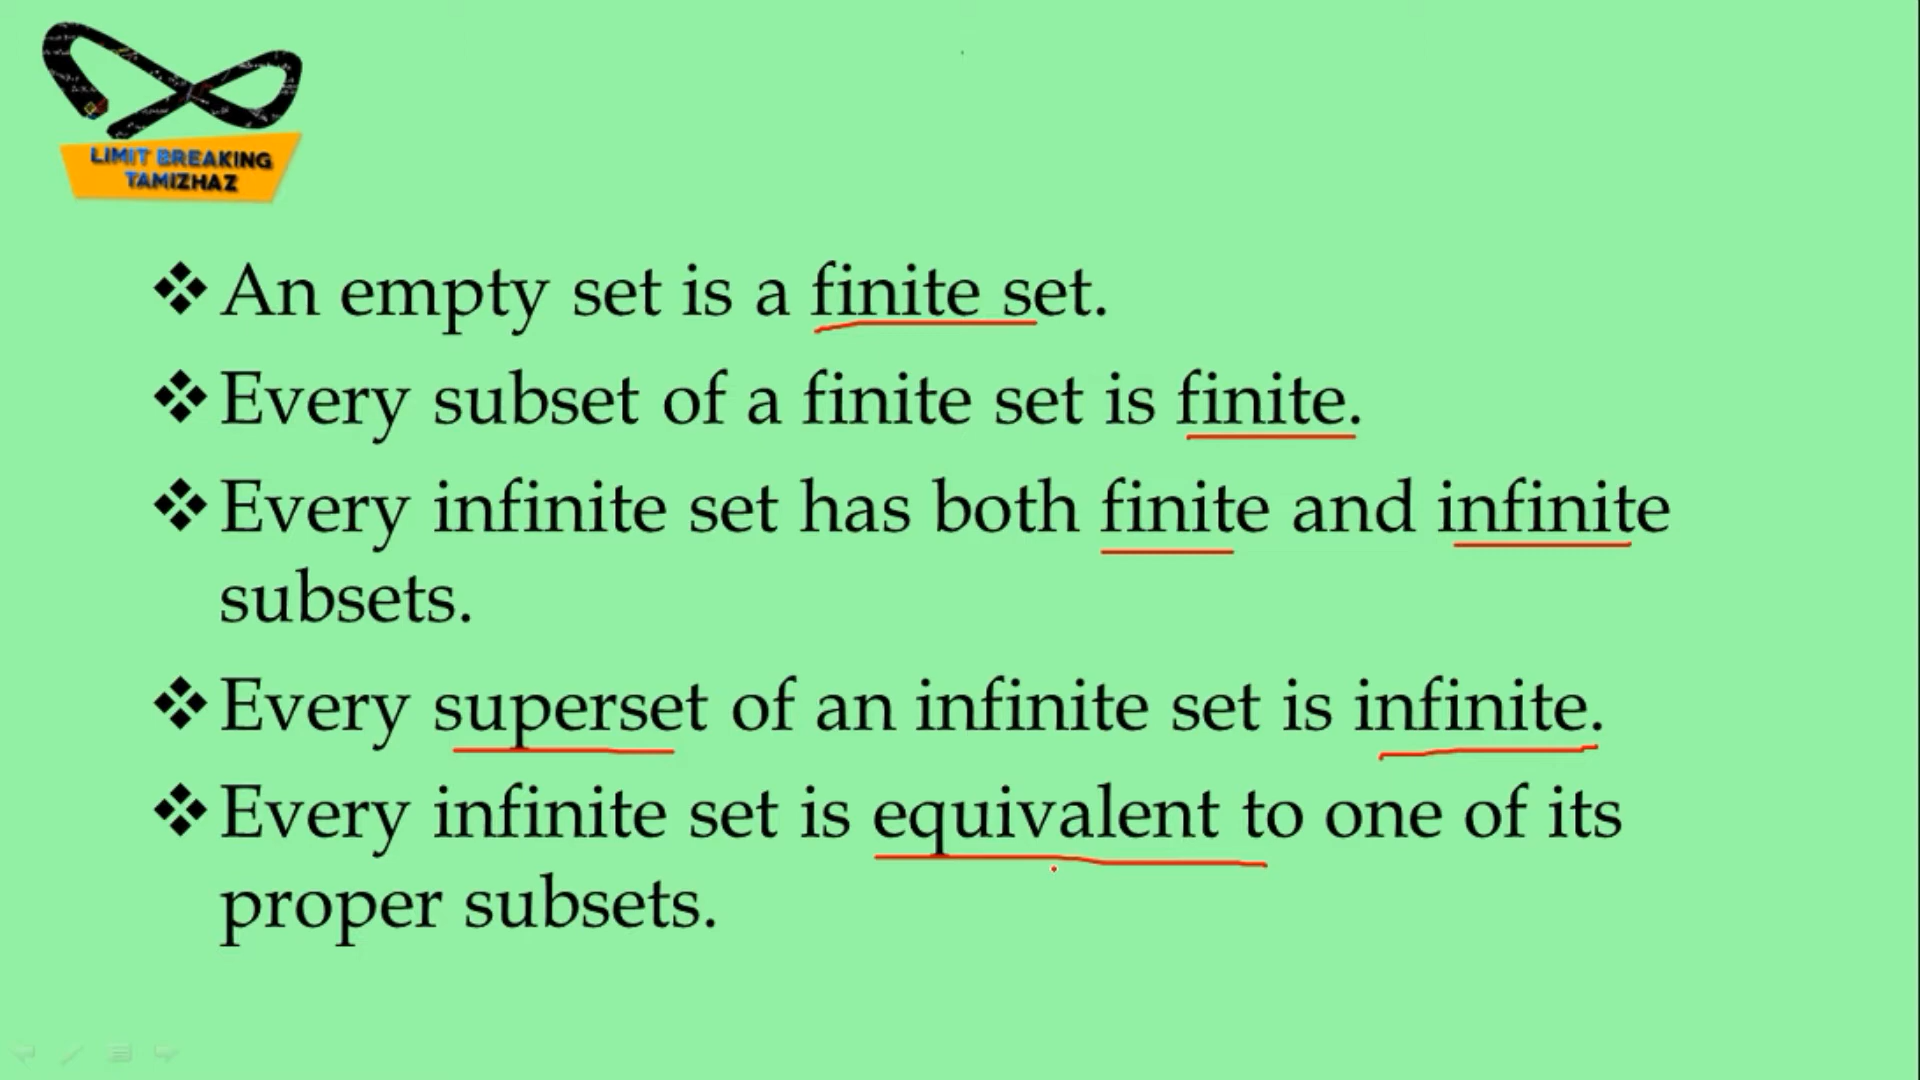 LIMIT BREAKING
TAMIZHAZ
❖ An empty set is a finite set.
❖ Every subset of a finite set is finite.
❖ Every infinite set has both finite and infinite
subsets.
❖ Every superset of an infinite set is infinite.
❖ Every infinite set is equivalent to one of its
proper subsets.